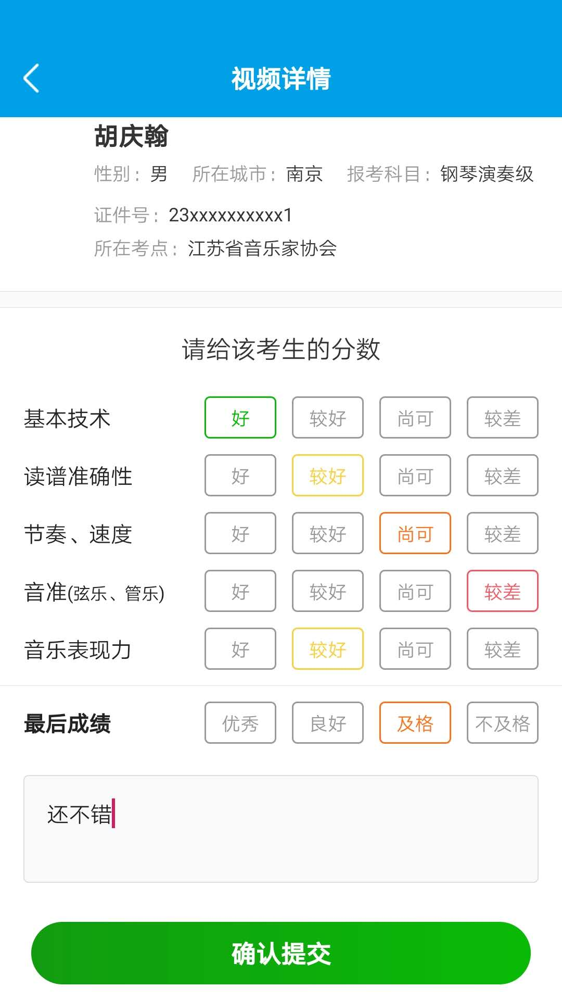 视频详情
胡庆翰
性别： 男 所在城市： 南京 报考科目： 钢琴演奏级
证件号： 23xxxxxxxxxx1
所在考点： 江苏省音乐家协会
请给该考生的分数
基本技术 好 较好 尚可 较差
读谱准确性 好 较好 尚可 较差
节奏、速度 好 较好 尚可 较差
音准(弦乐、管乐) 好 较好 尚可 较差
音乐表现力 好 较好 尚可 较差
最后成绩 优秀 良好 及格 不及格
还不错
确认提交